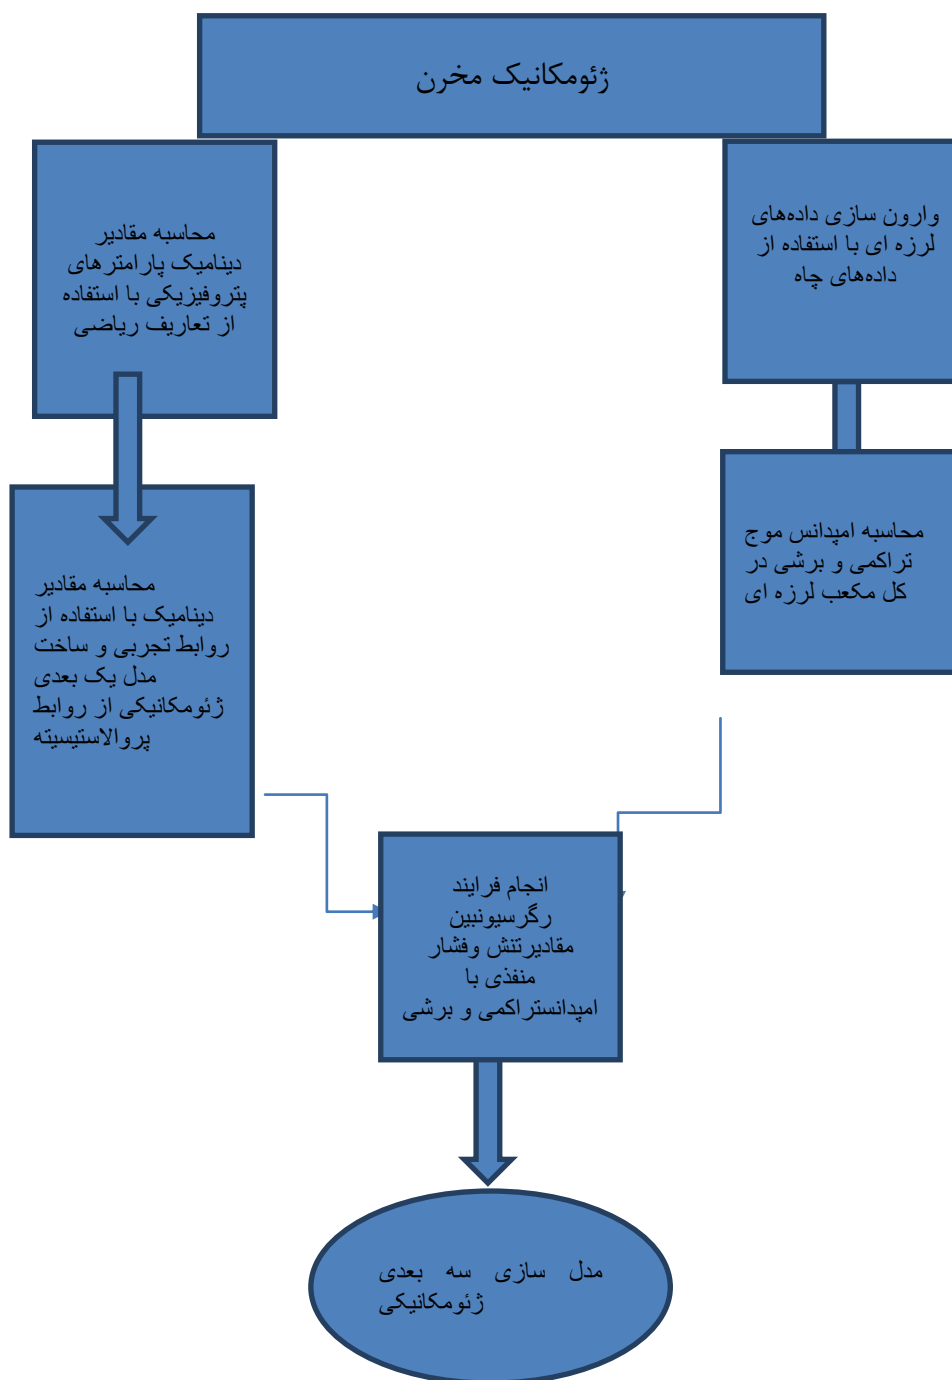 ژئومکانیک مخرن
وارون سازی داده‌های
لرزه ای با استفاده از
داده‌های چاه
محاسبه مقادیر
دینامیک پارامترهای
پتروفیزیکی با استفاده
از تعاریف ریاضی
محاسبه امپدانس موج
تراکمی و برشی در
کل مکعب لرزه ای
محاسبه مقادیر
دینامیک با استفاده از
روابط تجربی و ساخت
مدل یک بعدی
ژئومکانیکی از روابط
پروالاستیسیته
انجام فرایند
رگرسیونبین
مقادیرتنش وفشار
منفذی با
امپدانستراکمی و برشی
مدل سازی سه بعدی
ژئومکانیکی